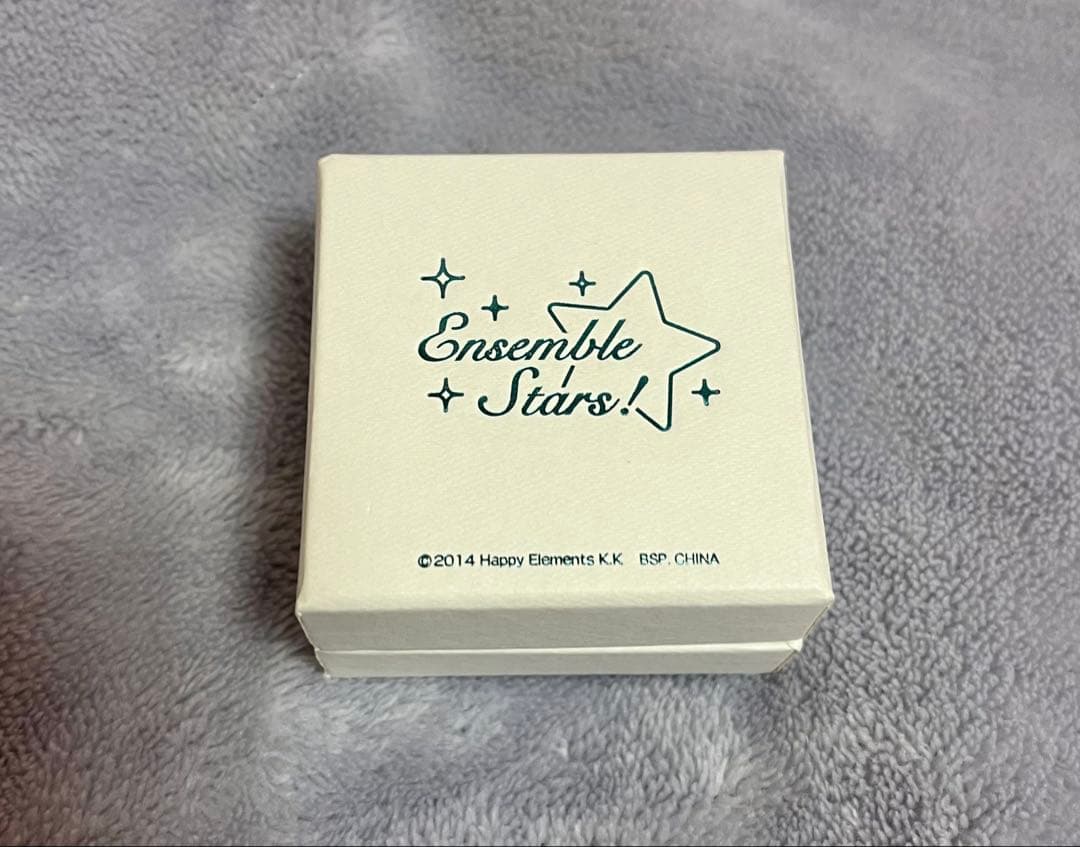 Ensemble
Stars!
©2014 Happy Elements K.K. BSP. CHINA